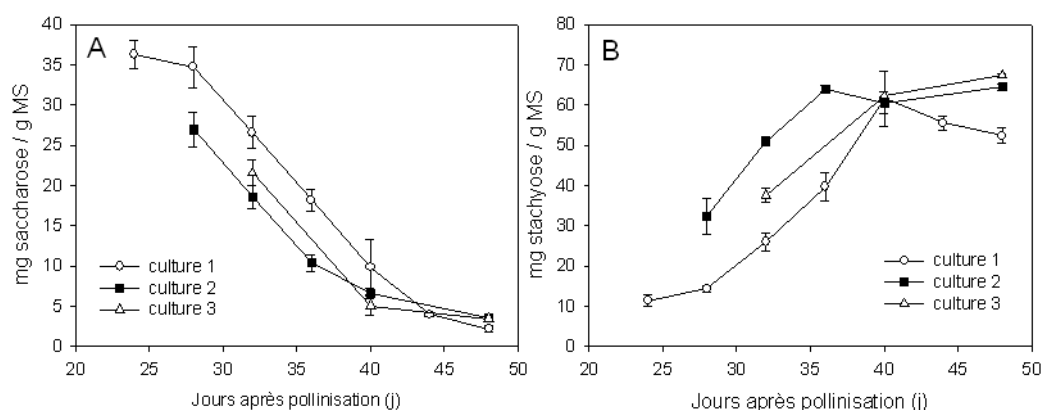 A
40
35
30
25
20
15
10
5
0
mg saccharose / g MS
culture 1
culture 2
culture 3
20 25 30 35 40 45 50
Jours après pollinisation (j)
B
80
70
60
50
40
30
20
10
0
mg stachyose / g MS
culture 1
culture 2
culture 3
20 25 30 35 40 45 50
Jours après pollinisation (j)